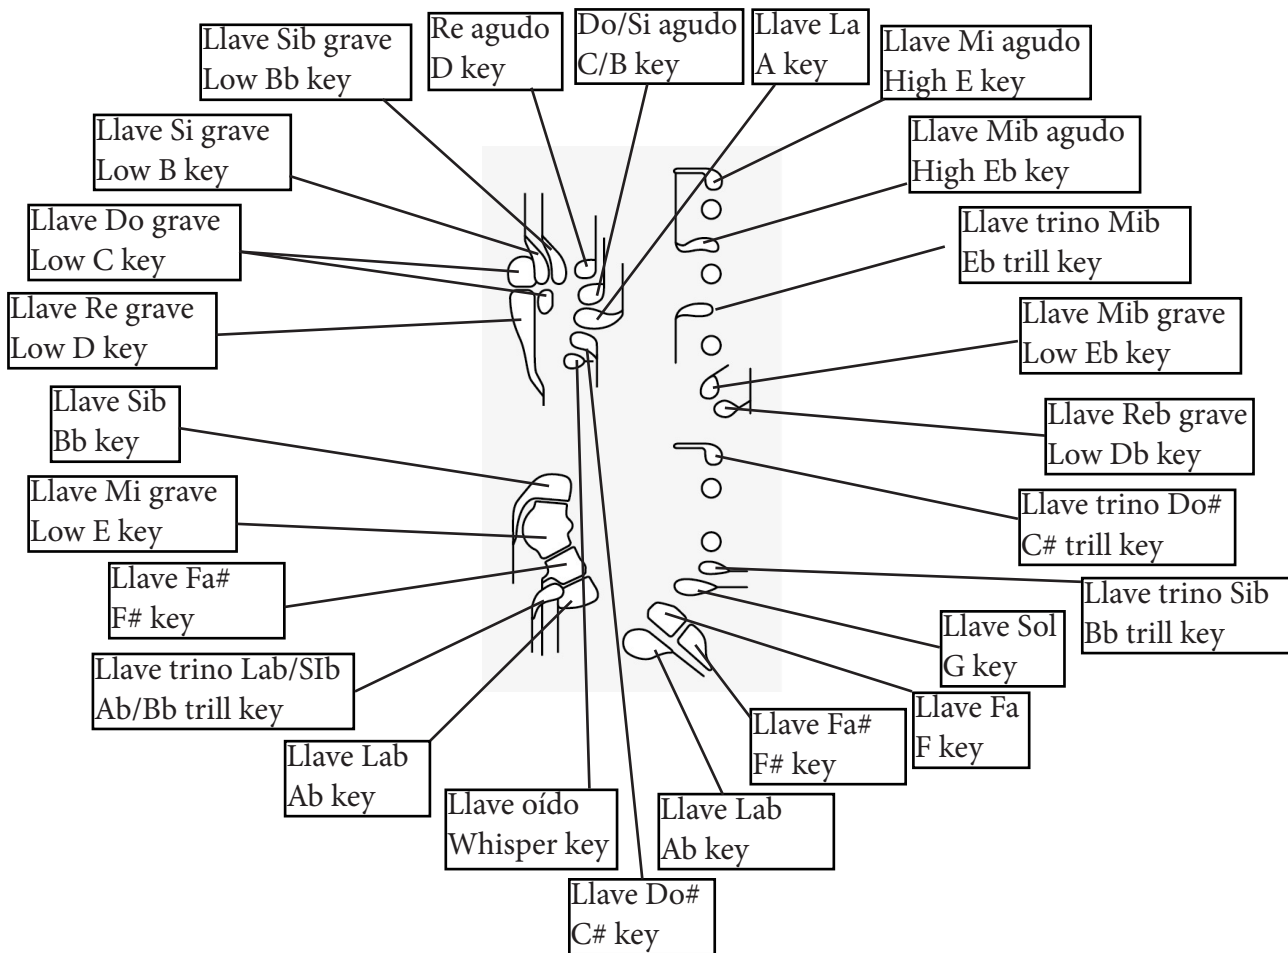 Llave Sib grave
Low Bb key
Re agudo
D key
Do/Si agudo
C/B key
Llave La
A key
Llave Mi agudo
High E key
Llave Si grave
Low B key
Llave Mib agudo
High Eb key
Llave Do grave
Low C key
Llave trino Mib
Eb trill key
Llave Re grave
Low D key
Llave Mib grave
Low Eb key
Llave Sib
Bb key
Llave Reb grave
Low Db key
Llave Mi grave
Low E key
Llave trino Do#
C# trill key
Llave Fa#
F# key
Llave trino Sib
Bb trill key
Llave Sol
G key
Llave trino Lab/SIb
Ab/Bb trill key
Llave Fa
F key
Llave Fa#
F# key
Llave Lab
Ab key
Llave oído
Whisper key
Llave Lab
Ab key
Llave Do#
C# key